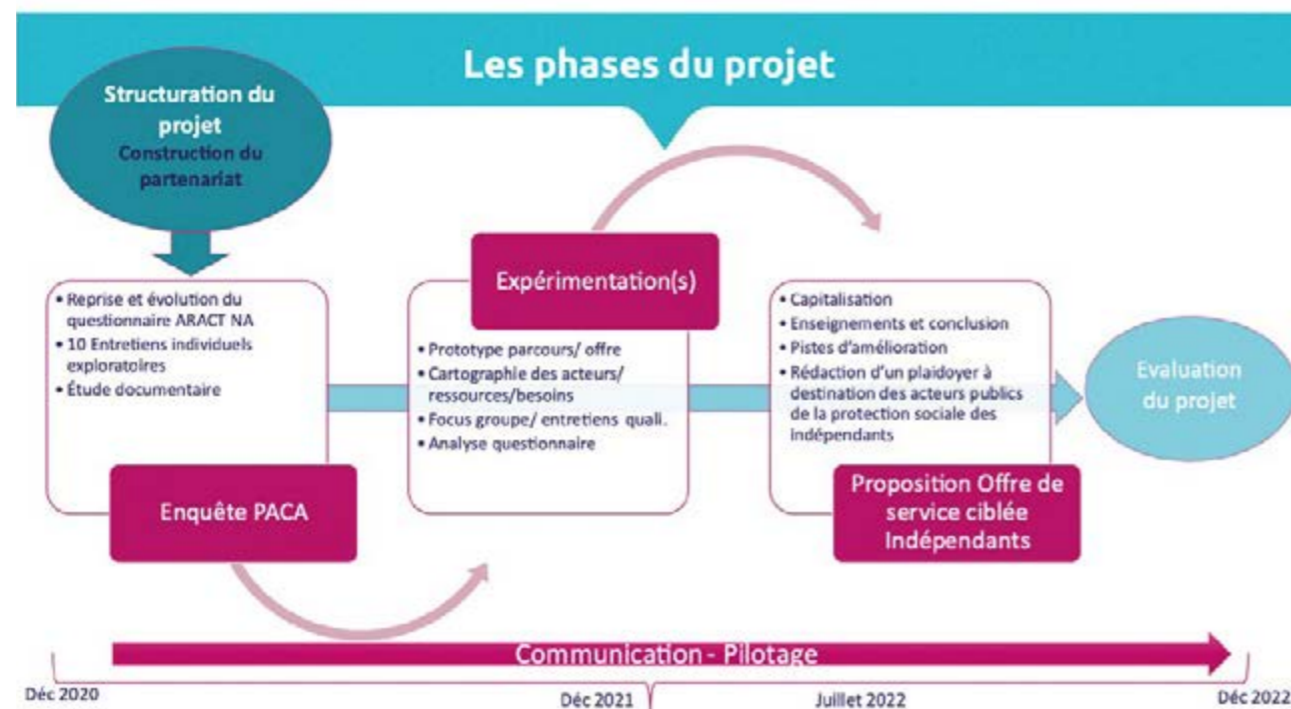 Les phases du projet
Structuration du
projet
Construction du
partenariat
• Reprise et évolution du
questionnaire ARACT NA
• 10 Entretiens individuels
exploratoires
• Étude documentaire
Enquête PACA
Expérimentation(s)
• Prototype parcours/ offre
• Cartographie des acteurs/
ressources/besoins
• Focus groupe/ entretiens quali.
• Analyse questionnaire
• Capitalisation
• Enseignements et conclusion
• Pistes d'amélioration
• Rédaction d'un plaidoyer à
destination des acteurs publics
de la protection sociale des
indépendants
Proposition Offre de
service ciblée
Indépendants
Evaluation
du projet
Communication - Pilotage
Déc 2020
Déc 2021
Juillet 2022
Déc 2022